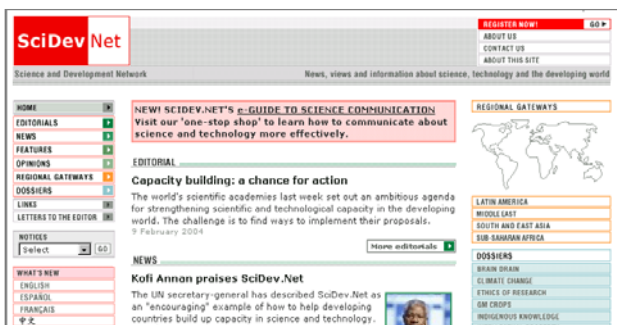 REGISTER NOW! GO
SciDev Net
ABOUT US
CONTACT US
ABOUT THIS SITE
Science and Development Network
News, views and information about science, technology and the developing world
HOME
EDITORIALS
NEWS
FEATURES
OPINIONS
REGIONAL GATEWAYS
DOSSIERS
LINKS
LETTERS TO THE EDITOR
NOTICES
Select GO
WHAT'S NEW
ENGLISH
ESPAÑOL
FRANÇAIS
中文
NEW! SCIDEV.NET'S e-GUIDE TO SCIENCE COMMUNICATION
Visit our 'one-stop shop' to learn how to communicate about
science and technology more effectively.
EDITORIAL
Capacity building: a chance for action
The world's scientific academies last week set out an ambitious agenda
for strengthening scientific and technological capacity in the developing
world. The challenge is to find ways to implement their proposals.
9 February 2004
More editorials
NEWS
Kofi Annan praises SciDev.Net
The UN secretary-general has described SciDev.Net as
an "encouraging" example of how to help developing
countries build up capacity in science and technology.
REGIONAL GATEWAYS
LATIN AMERICA
MIDDLE EAST
SOUTH AND EAST ASIA
SUB-SAHARAN AFRICA
DOSSIERS
BRAIN DRAIN
CLIMATE CHANGE
ETHICS OF RESEARCH
GM CROPS
INDIGENOUS KNOWLEDGE